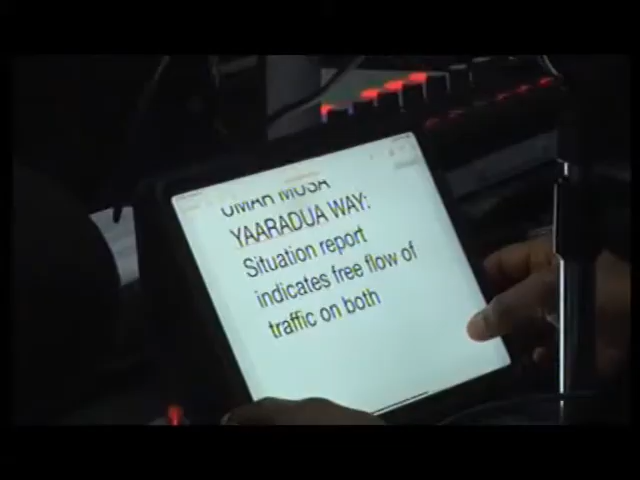 UMAR MUSA
YAARADUA WAY:
Situation report
indicates free flow of
traffic on both